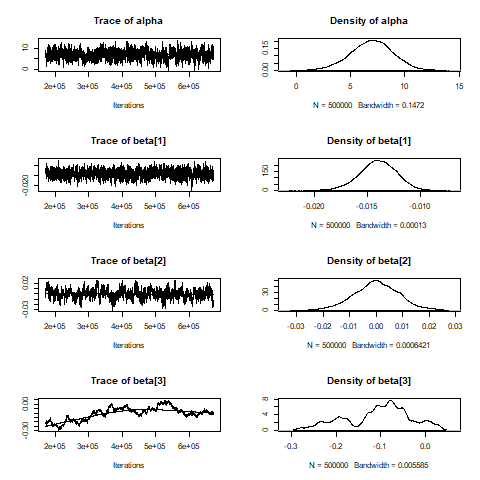 Trace of alpha
Density of alpha
0 10
2e+05 3e+05 4e+05 5e+05 6e+05
Iterations
0.00 0.15
0 5 10 15
N = 500000 Bandwidth = 0.1472
Trace of beta[1]
Density of beta[1]
-0.020
2e+05 3e+05 4e+05 5e+05 6e+05
Iterations
0 150
-0.020 -0.015 -0.010
N = 500000 Bandwidth = 0.00013
Trace of beta[2]
Density of beta[2]
-0.03 0.02
2e+05 3e+05 4e+05 5e+05 6e+05
Iterations
0 30
-0.03 -0.02 -0.01 0.00 0.01 0.02 0.03
N = 500000 Bandwidth = 0.0006421
Trace of beta[3]
Density of beta[3]
-0.30 0.00
2e+05 3e+05 4e+05 5e+05 6e+05
Iterations
0 4 8
-0.3 -0.2 -0.1 0.0
N = 500000 Bandwidth = 0.005585